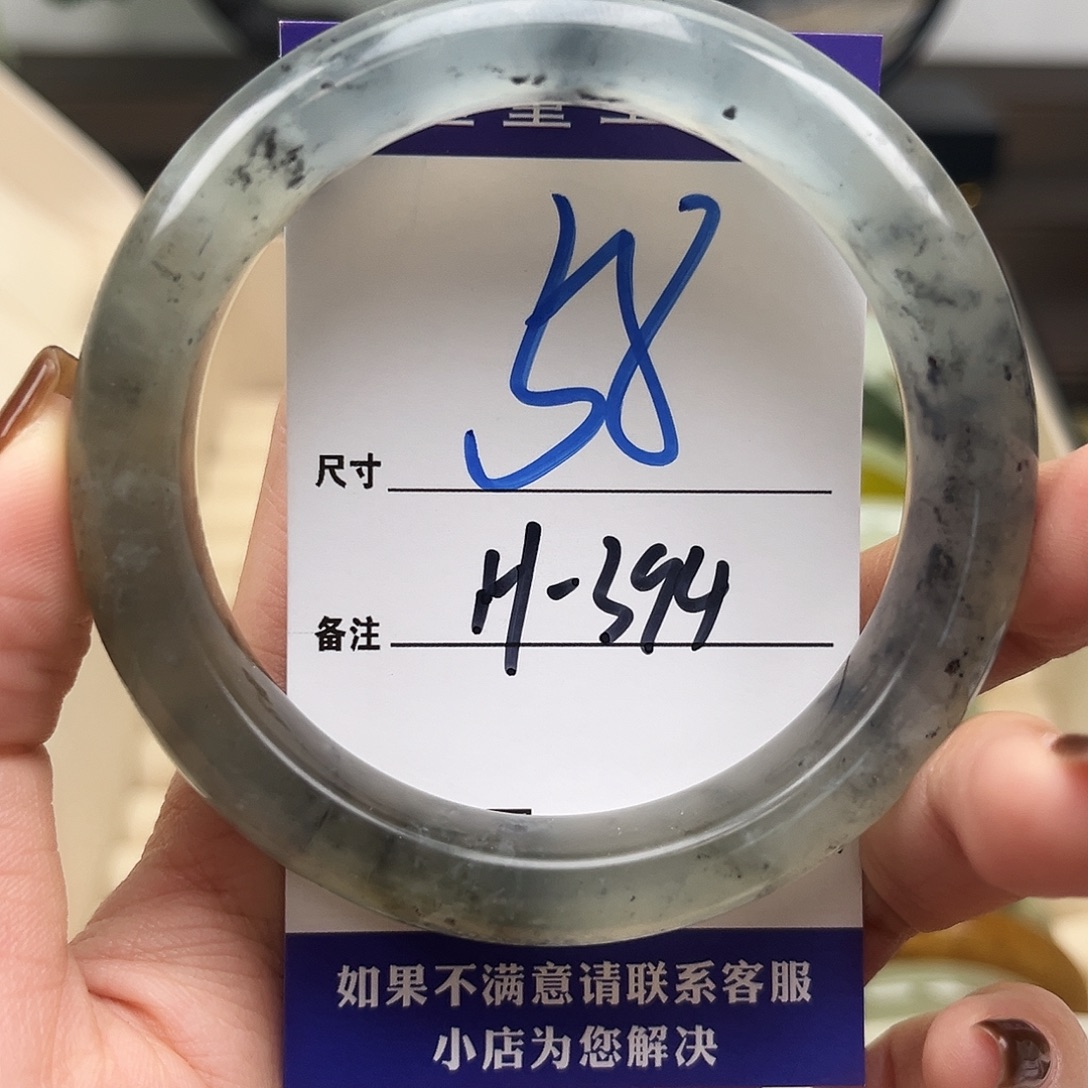 58
尺寸
H-394
备注
如果不满意请联系客服
小店为您解决